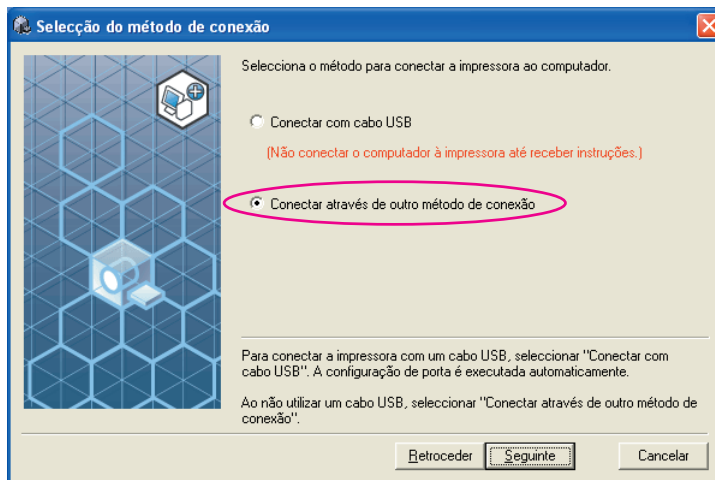 Selecção do método de conexão
Selecciona o método para conectar a impressora ao computador.
Conectar com cabo USB
(Não conectar o computador à impressora até receber instruções.)
Conectar através de outro método de conexão
Para conectar a impressora com um cabo USB, seleccionar "Conectar com
cabo USB". A configuração de porta é executada automaticamente.
Ao não utilizar um cabo USB, seleccionar "Conectar através de outro método de
conexão".
Retroceder
Seguinte
Cancelar